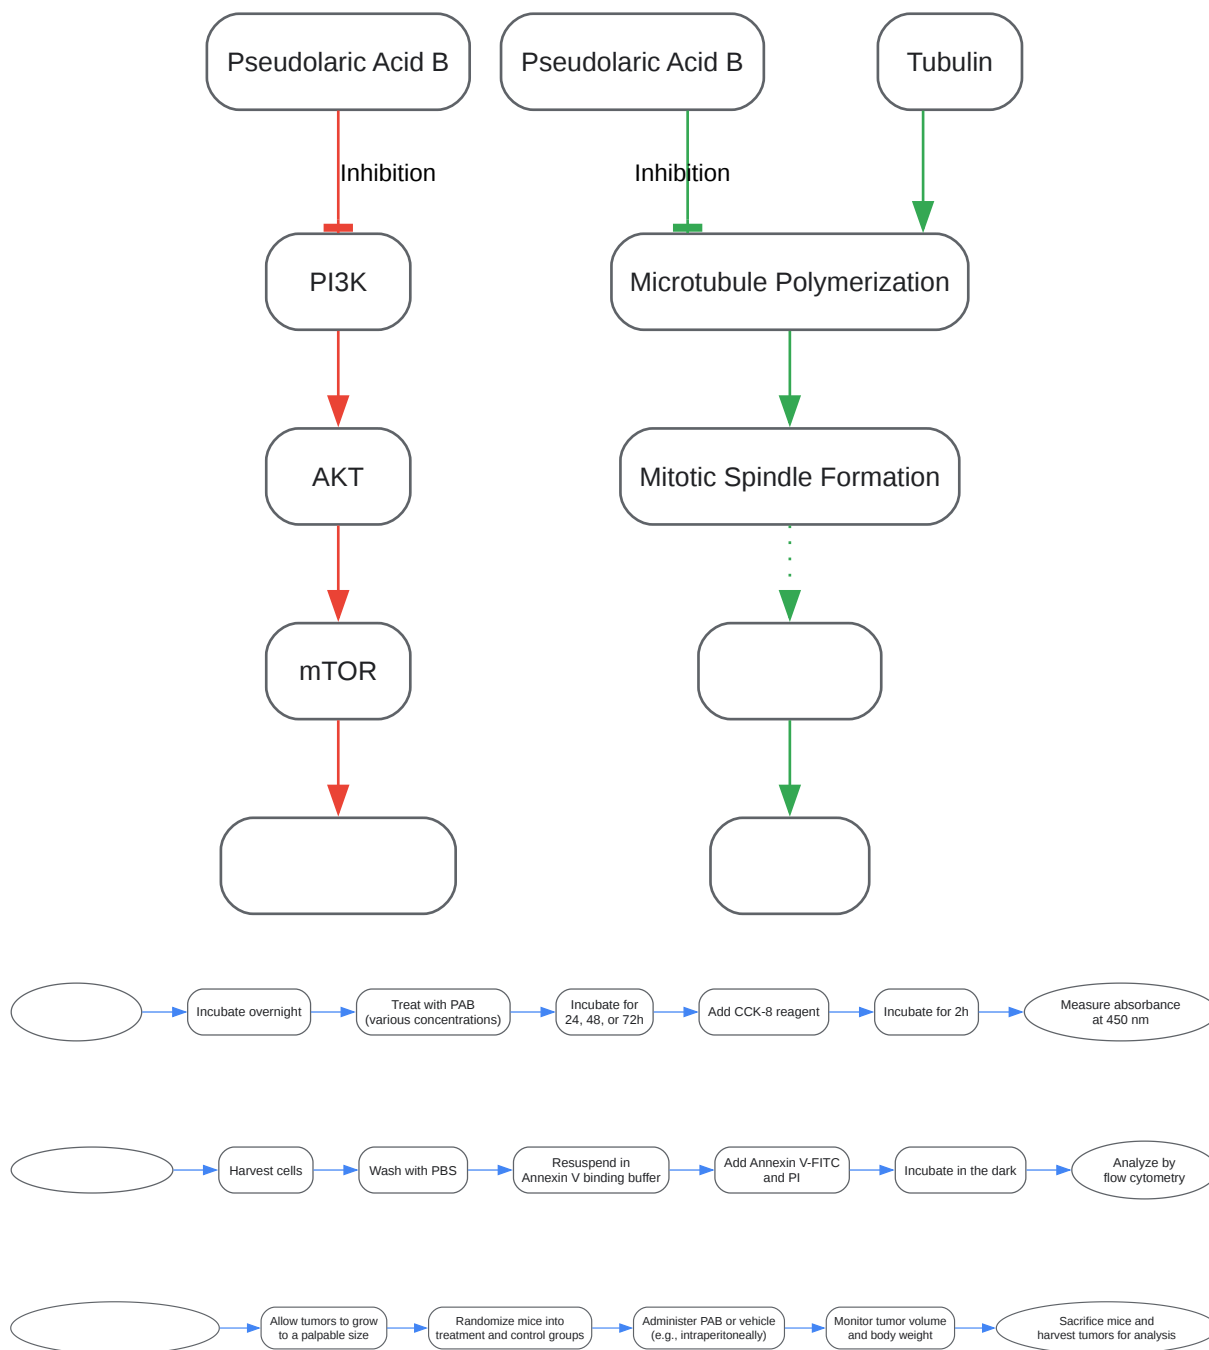 Pseudolaric Acid B
Pseudolaric Acid B
Tubulin
Inhibition
Inhibition
PI3K
Microtubule Polymerization
AKT
Mitotic Spindle Formation
mTOR
Incubate overnight
Treat with PAB
(various concentrations)
Incubate for
24, 48, or 72h
Add CCK-8 reagent
Incubate for 2h
Measure absorbance
at 450 nm
Harvest cells
Wash with PBS
Resuspend in
Annexin V binding buffer
Add Annexin V-FITC
and PI
Incubate in the dark
Analyze by
flow cytometry
Allow tumors to grow
to a palpable size
Randomize mice into
treatment and control groups
Administer PAB or vehicle
(e.g., intraperitoneally)
Monitor tumor volume
and body weight
Sacrifice mice and
harvest tumors for analysis